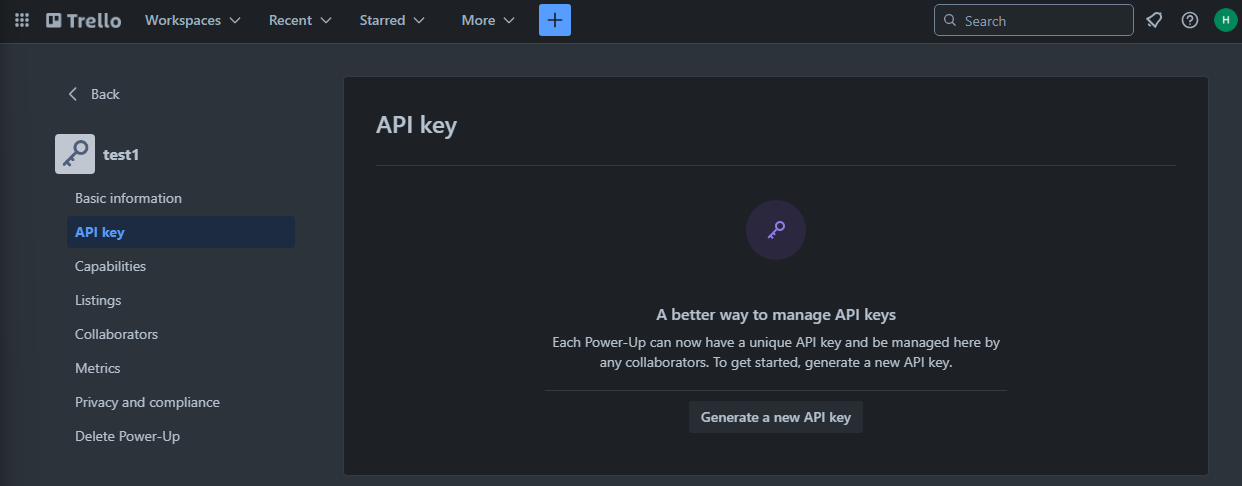 Trello Workspaces Recent Starred More + Search H
Back
test1
Basic information
API key
Capabilities
Listings
Collaborators
Metrics
Privacy and compliance
Delete Power-Up
API key
A better way to manage API keys
Each Power-Up can now have a unique API key and be managed here by
any collaborators. To get started, generate a new API key.
Generate a new API key